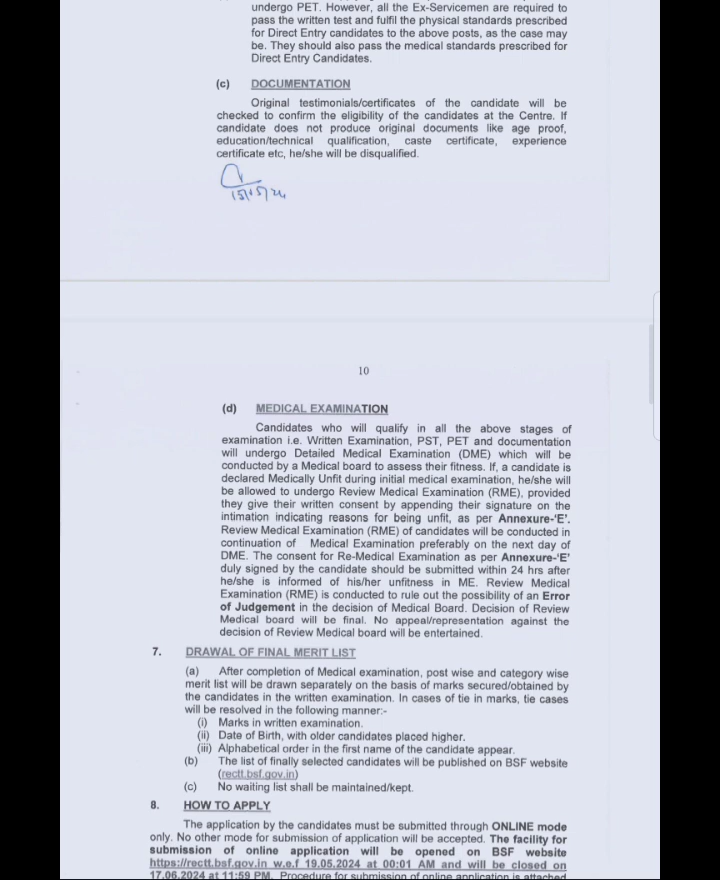 undergo PET. However, all the Ex-Servicemen are required to
pass the written test and fulfil the physical standards prescribed
for Direct Entry candidates to the above posts, as the case may
be. They should also pass the medical standards prescribed for
Direct Entry Candidates.
(c) DOCUMENTATION
Original testimonials/certificates of the candidate will be
checked to confirm the eligibility of the candidates at the Centre. If
candidate does not produce original documents like age proof,
education/technical qualification, caste certificate, experience
certificate etc, he/she will be disqualified.
15/05/24
10
(d) MEDICAL EXAMINATION
Candidates who will qualify in all the above stages of
examination i.e. Written Examination, PST, PET and documentation
will undergo Detailed Medical Examination (DME) which will be
conducted by a Medical board to assess their fitness. If, a candidate is
declared Medically Unfit during initial medical examination, he/she will
be allowed to undergo Review Medical Examination (RME), provided
they give their written consent by appending their signature on the
intimation indicating reasons for being unfit, as per Annexure-'E'.
Review Medical Examination (RME) of candidates will be conducted in
continuation of Medical Examination preferably on the next day of
DME. The consent for Re-Medical Examination as per Annexure-'E'
duly signed by the candidate should be submitted within 24 hrs after
he/she is informed of his/her unfitness in ME. Review Medical
Examination (RME) is conducted to rule out the possibility of an Error
of Judgement in the decision of Medical Board. Decision of Review
Medical board will be final. No appeal/representation against the
decision of Review Medical board will be entertained.
7. DRAWAL OF FINAL MERIT LIST
(a) After completion of Medical examination, post wise and category wise
merit list will be drawn separately on the basis of marks secured/obtained by
the candidates in the written examination. In cases of tie in marks, tie cases
will be resolved in the following manner:-
(i) Marks in written examination.
(ii) Date of Birth, with older candidates placed higher.
(iii) Alphabetical order in the first name of the candidate appear.
(b) The list of finally selected candidates will be published on BSF website
(rectt.bsf.gov.in)
(c) No waiting list shall be maintained/kept.
8. HOW TO APPLY
The application by the candidates must be submitted through ONLINE mode
only. No other mode for submission of application will be accepted. The facility for
submission of online application will be opened on BSF website
https://rectt.bsf.gov.in w.e.f 19.05.2024 at 00:01 AM and will be closed on
17.06.2024 at 11:59 PM. Procedure for submission of online application is attached